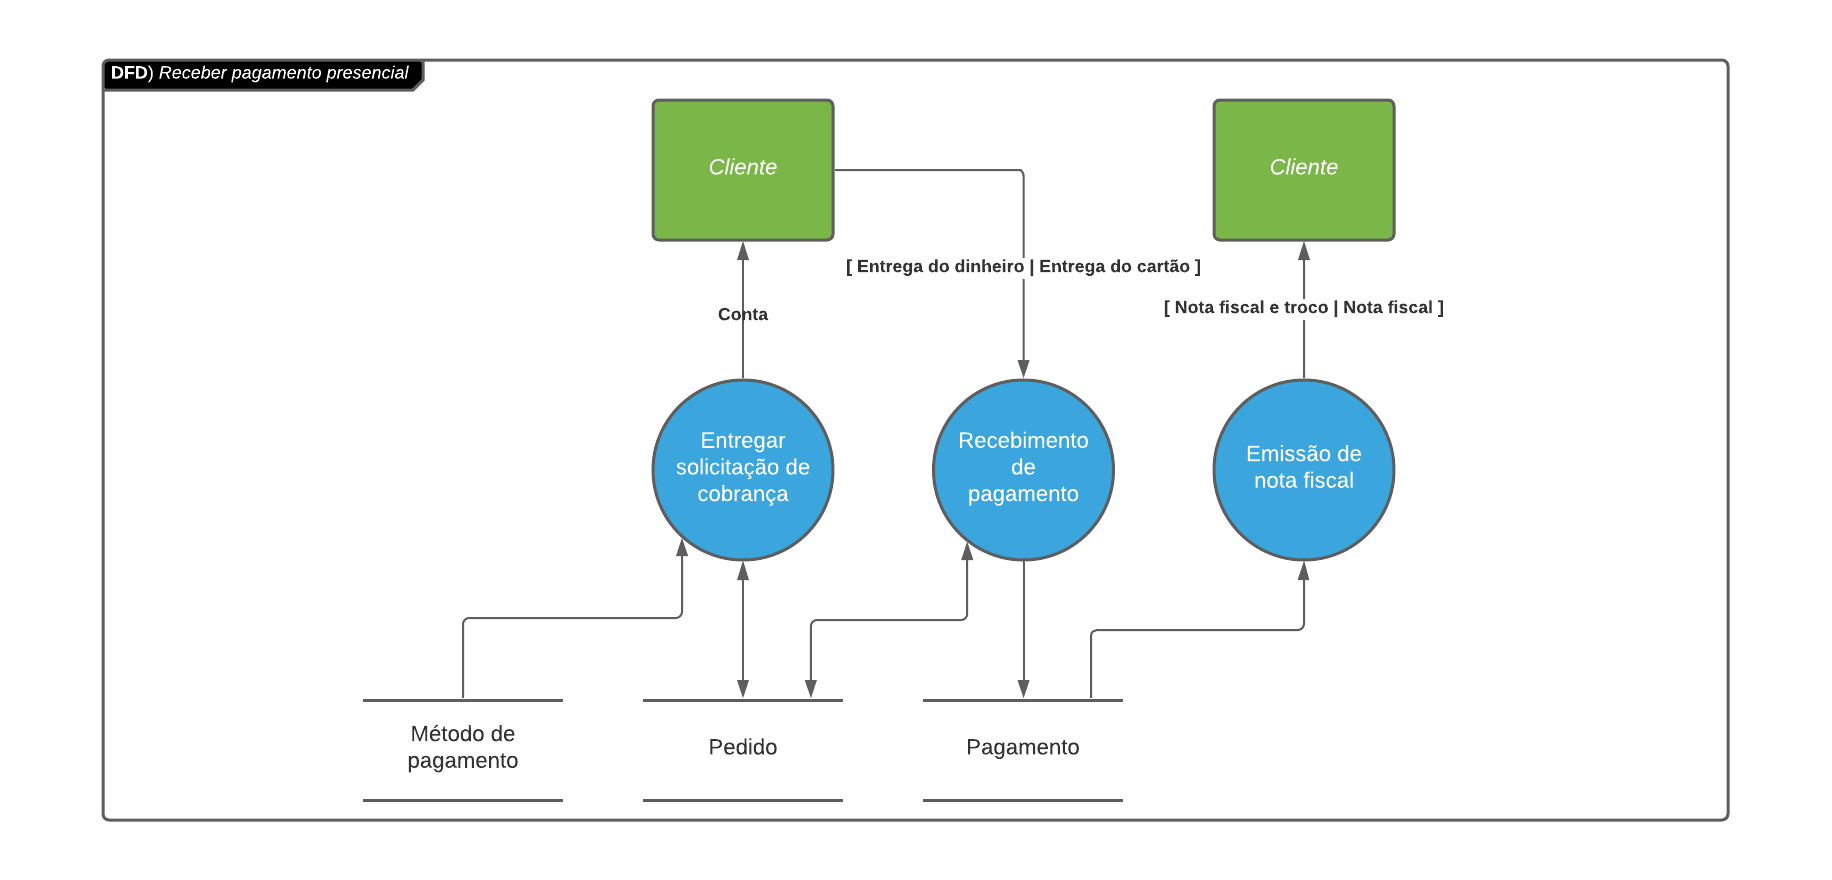 DFD) Receber pagamento presencial
Cliente
Cliente
[ Entrega do dinheiro | Entrega do cartão ]
[ Nota fiscal e troco | Nota fiscal ]
Conta
Entregar
solicitação de
cobrança
Recebimento
de
pagamento
Emissão de
nota fiscal
Método de
pagamento
Pedido
Pagamento